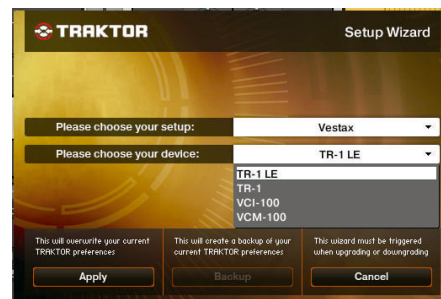 TRAKTOR
Setup Wizard
Please choose your setup:
Vestax
Please choose your device:
TR-1 LE
TR-1 LE
TR-1
VCI-100
VCM-100
This will overwrite your current
TRAKTOR preferences
This will create a backup of your
current TRAKTOR preferences
This wizard must be triggered
when upgrading or downgrading
Apply
Backup
Cancel